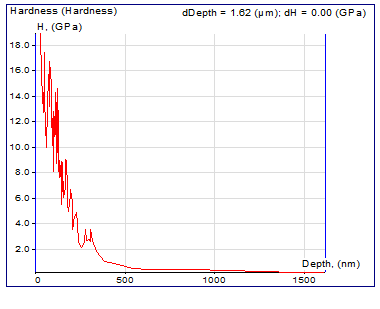 Hardness (Hardness) dDepth = 1.62 (µm); dH = 0.00 (GPa)
H, (GPa)
18.0
16.0
14.0
12.0
10.0
8.0
6.0
4.0
2.0
Depth, (nm)
0 500 1000 1500